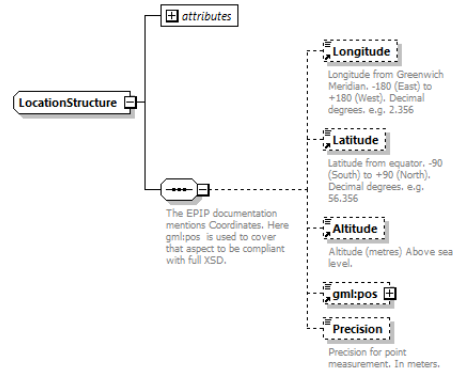 attributes
LocationStructure
The EPIP documentation
mentions Coordinates. Here
gml:pos is used to cover
that aspect to be compliant
with full XSD.
Longitude
Longitude from Greenwich
Meridian. -180 (East) to
+180 (West). Decimal
degrees. e.g. 2.356
Latitude
Latitude from equator. -90
(South) to +90 (North).
Decimal degrees. e.g.
56.356
Altitude
Altitude (metres) Above sea
level.
gml:pos
Precision
Precision for point
measurement. In meters.